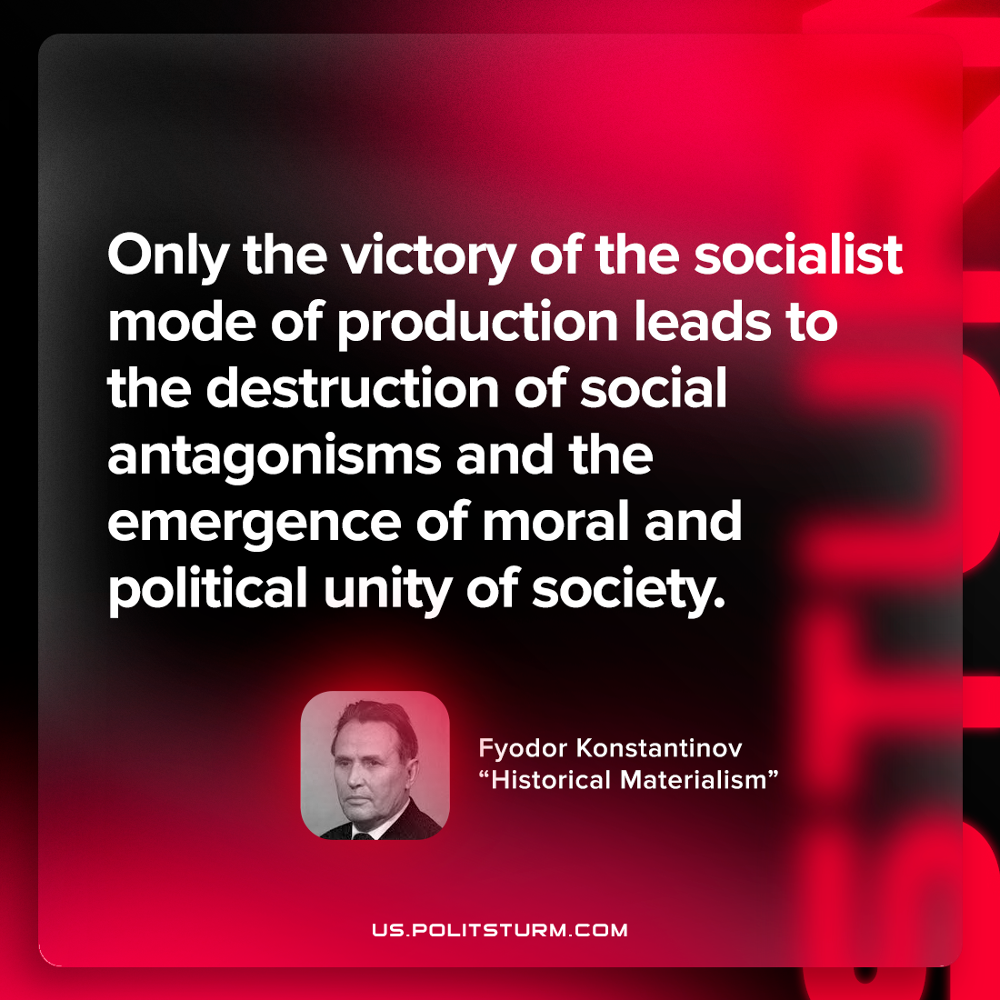 Only the victory of the socialist
mode of production leads to
the destruction of social
antagonisms and the
emergence of moral and
political unity of society.
Fyodor Konstantinov
“Historical Materialism”
US.POLITSTURM.COM